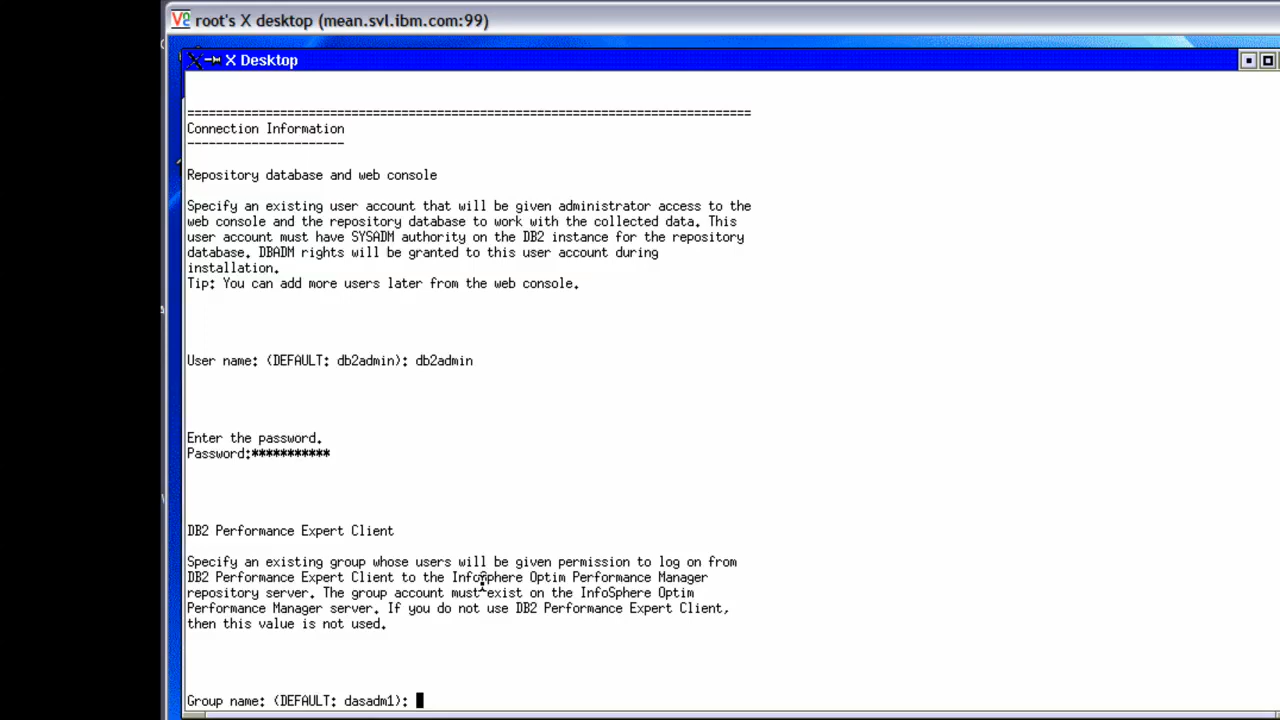 root's X desktop (mean.svl.ibm.com:99)
X Desktop
================================================================================
Connection Information
----------------------
Repository database and web console
Specify an existing user account that will be given administrator access to the
web console and the repository database to work with the collected data. This
user account must have SYSADM authority on the DB2 instance for the repository
database. DBADM rights will be granted to this user account during
installation.
Tip: You can add more users later from the web console.
User name: (DEFAULT: db2admin): db2admin
Enter the password.
Password:***********
DB2 Performance Expert Client
Specify an existing group whose users will be given permission to log on from
DB2 Performance Expert Client to the InfoSphere Optim Performance Manager
repository server. The group account must exist on the InfoSphere Optim
Performance Manager server. If you do not use DB2 Performance Expert Client,
then this value is not used.
Group name: (DEFAULT: dasadm1):